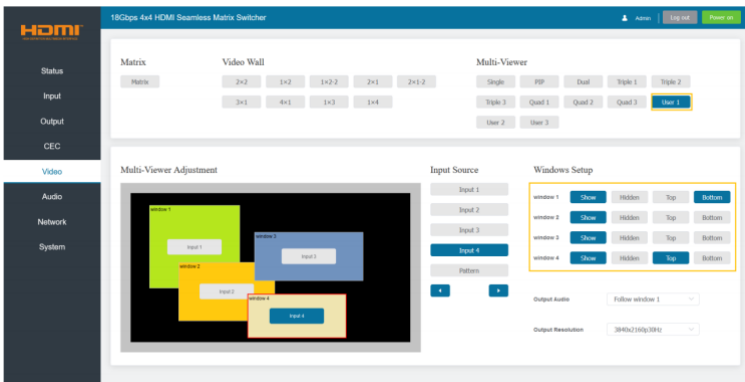 HDMI
18Gbps 4x4 HDMI Seamless Matrix Switcher
Admin
Log out
Power on
Status
Input
Output
CEC
Video
Audio
Network
System
Matrix
Matrix
Video Wall
2×2 1×2 1×2-2 2×1 2×1-2
3×1 4×1 1×3 1×4
Multi-Viewer
Single PIP Dual Triple 1 Triple 2
Triple 3 Quad 1 Quad 2 Quad 3 User 1
User 2 User 3
Multi-Viewer Adjustment
window 1
Input 1
window 3
Input 3
window 2
Input 2
window 4
Input 4
Input Source
Input 1
Input 2
Input 3
Input 4
Pattern
Windows Setup
window 1 Show Hidden Top Bottom
window 2 Show Hidden Top Bottom
window 3 Show Hidden Top Bottom
window 4 Show Hidden Top Bottom
Output Audio Follow window 1
Output Resolution 3840x2160p30Hz